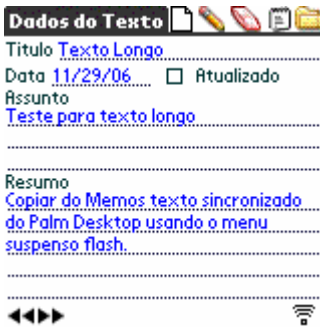 Dados do Texto
Titulo Texto Longo
Data 11/29/06 Atualizado
Assunto
Teste para texto longo
Resumo
Copiar do Memos texto sincronizado
do Palm Desktop usando o menu
suspenso flash.